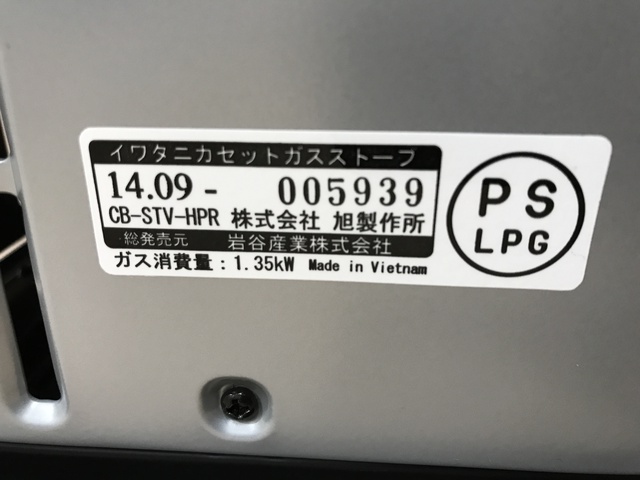 イワタニカセットガスストーブ
14.09 - 005939
CB-STV-HPR 株式会社 旭製作所
総発売元 岩谷産業株式会社
ガス消費量：1.35kW Made in Vietnam
PS
LPG